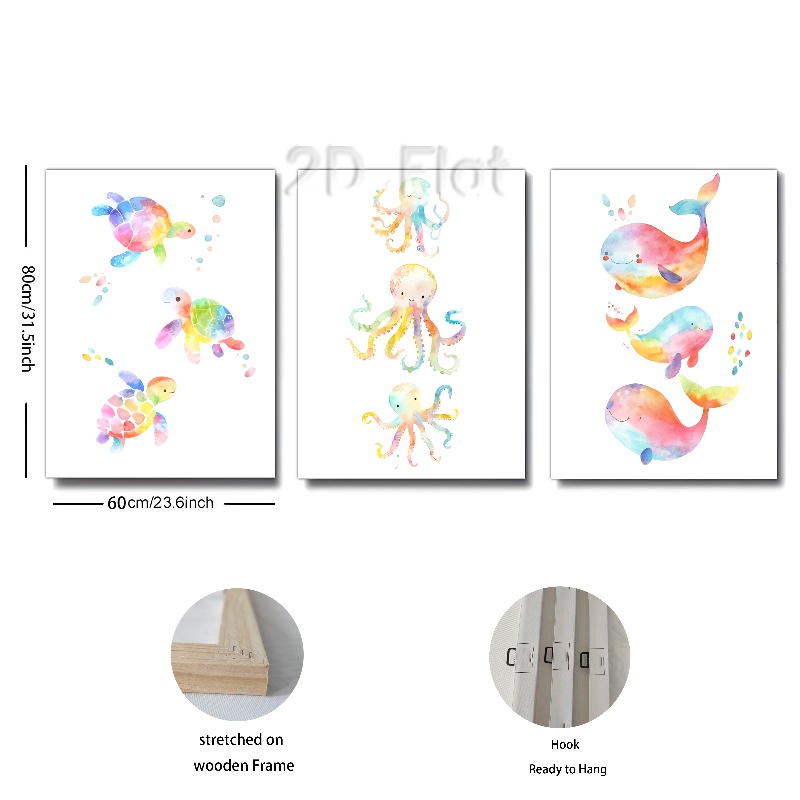 2D Flat
80cm/31.5inch
60cm/23.6inch
stretched on
wooden Frame
Hook
Ready to Hang